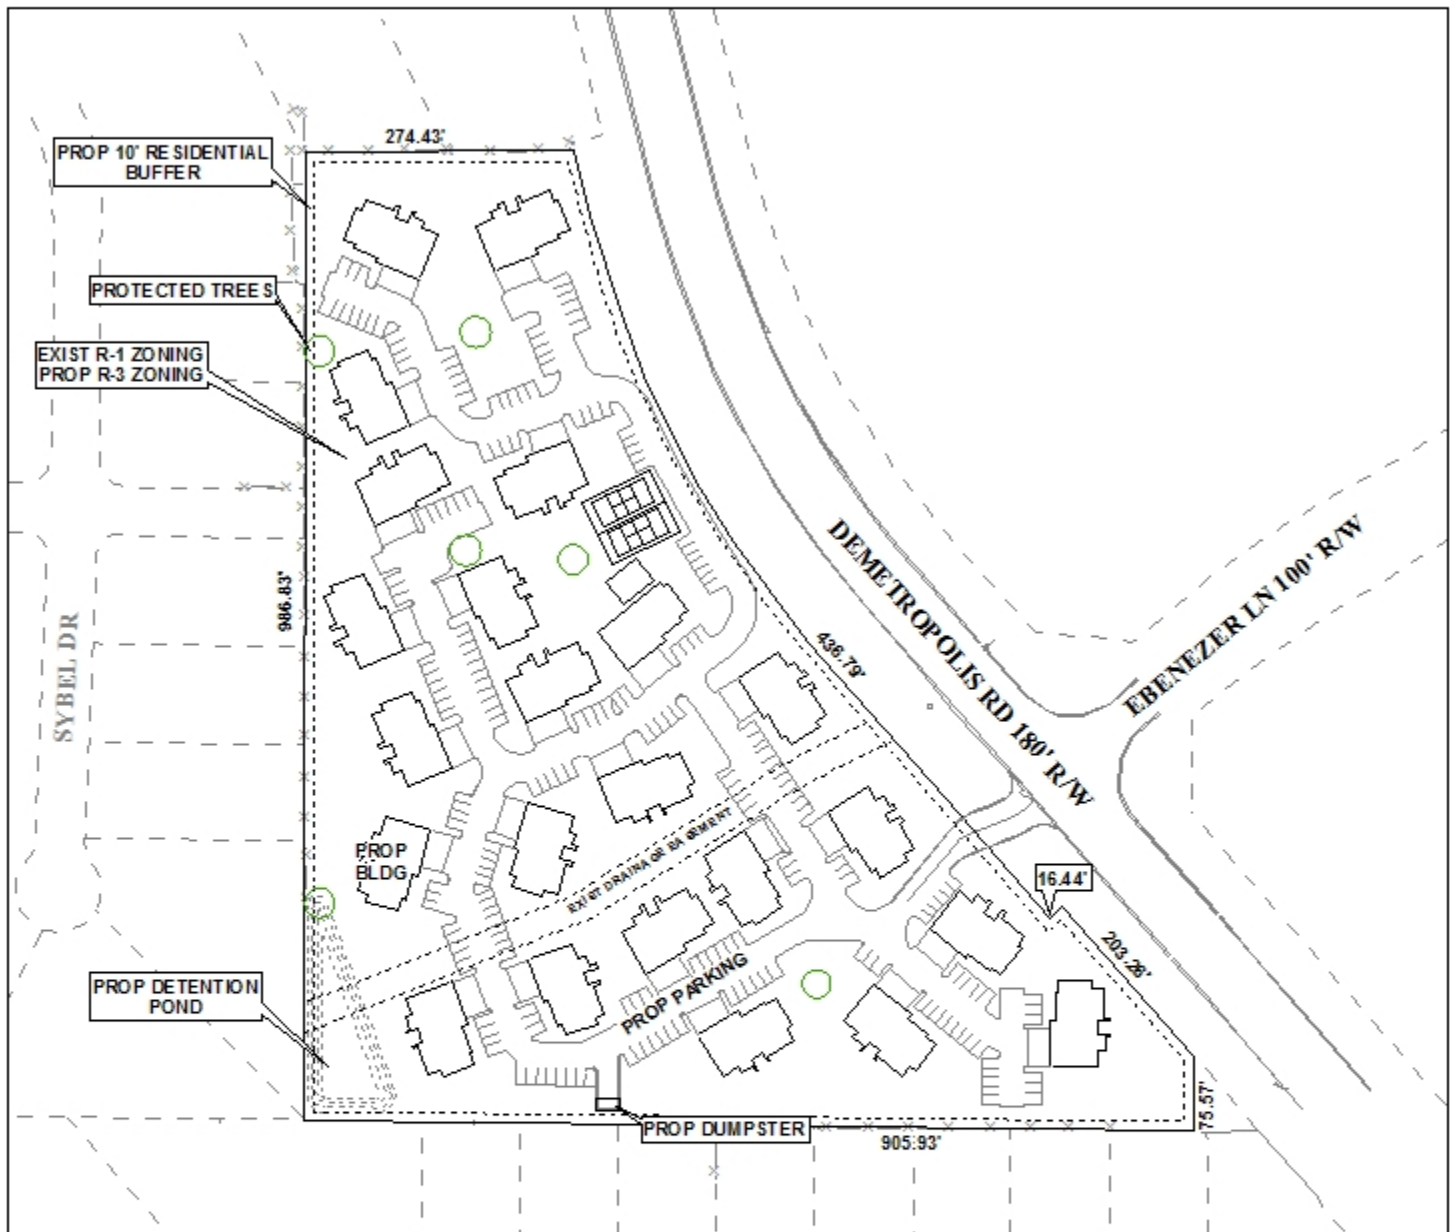 274.43'
PROP 10' RESIDENTIAL
BUFFER
PROTECTED TREES
EXIST R-1 ZONING
PROP R-3 ZONING
986.83'
SYBEL DR
DEMETROPOLIS RD 180' R/W
EBENEZER LN 100' R/W
436.79'
EXIST DRAINAGE EASEMENT
PROP
BLDG
16.44'
203.28'
PROP DETENTION
POND
PROP PARKING
75.57'
PROP DUMPSTER
905.93'